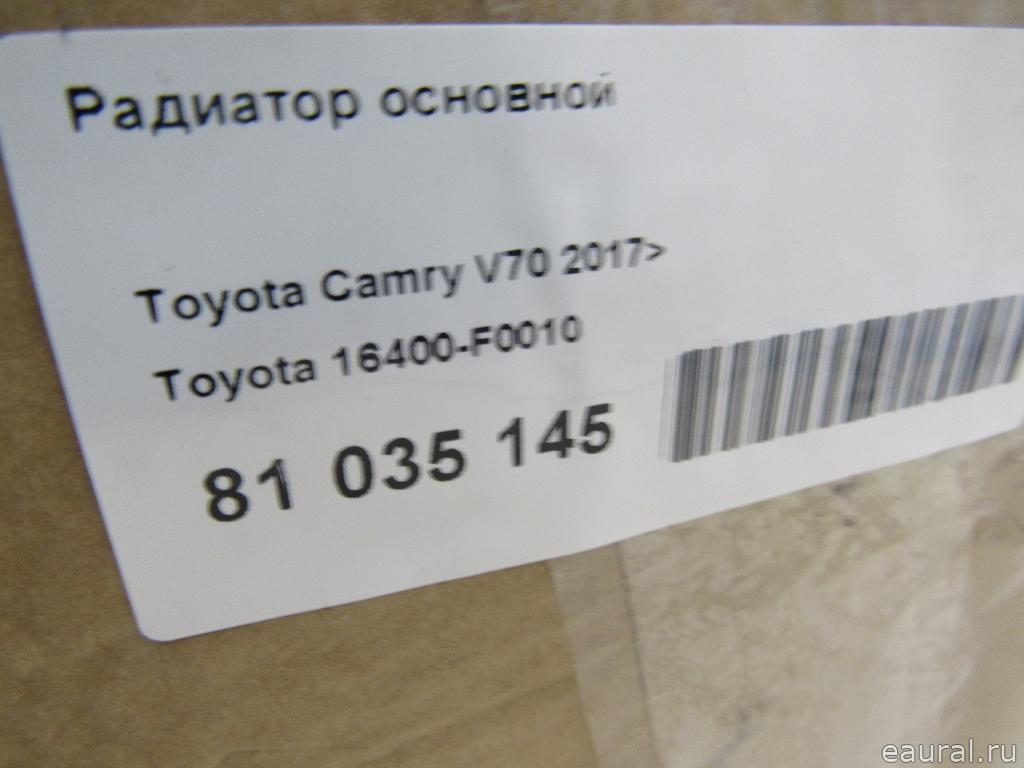 Радиатор основной
Toyota Camry V70 2017>
Toyota 16400-F0010
81 035 145
eaural.ru